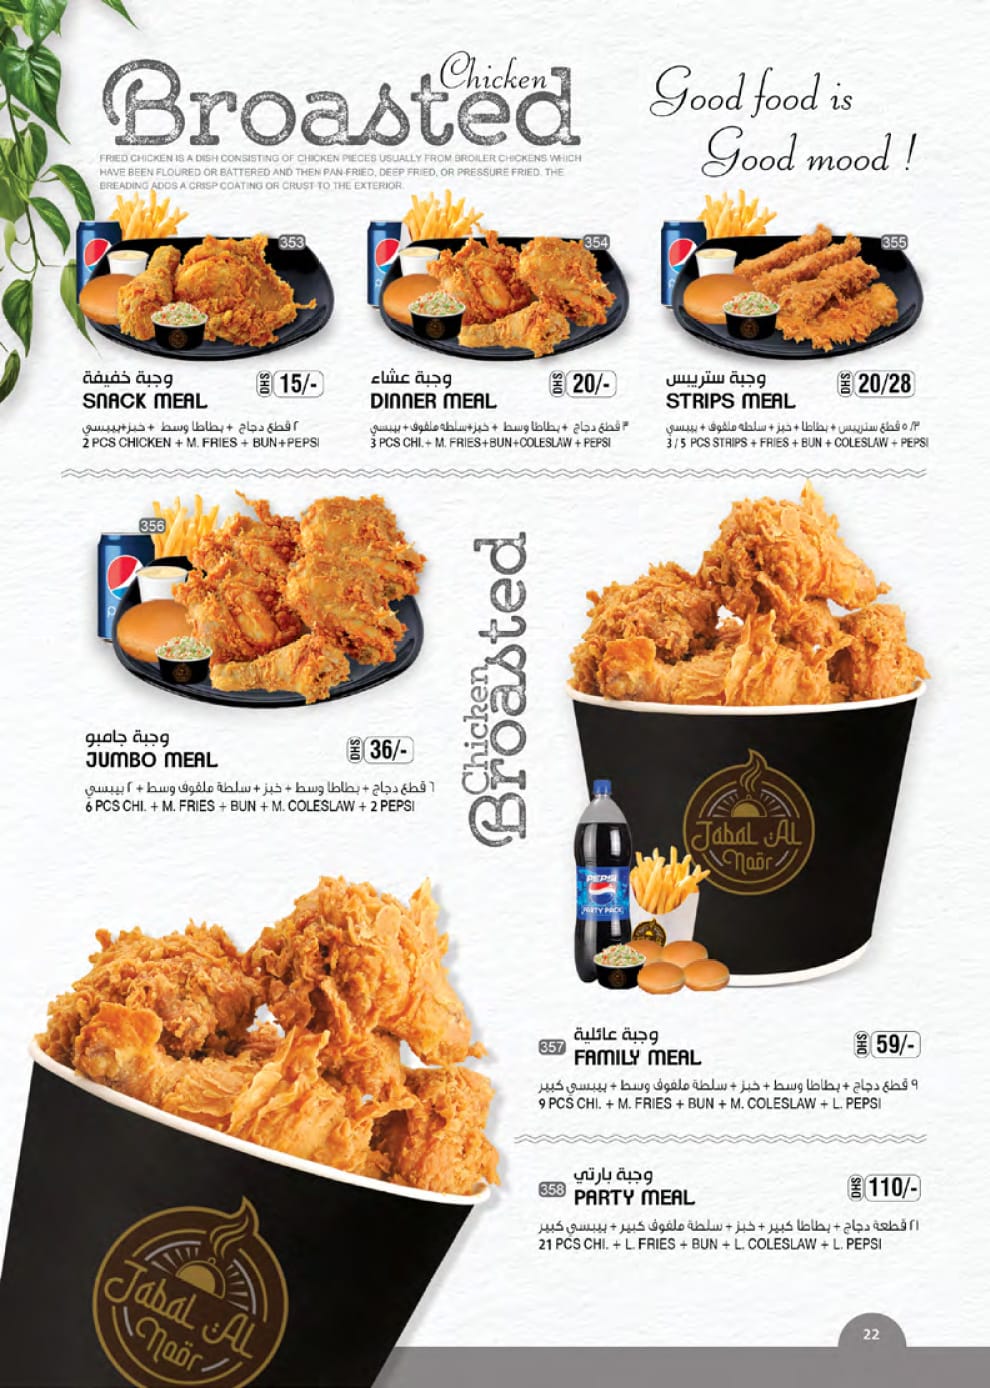 Chicken
Broasted
FRIED CHICKEN IS A DISH CONSISTING OF CHICKEN PIECES USUALLY FROM BROILER CHICKENS WHICH
HAVE BEEN FLOURED OR BATTERED AND THEN PAN-FRIED, DEEP FRIED, OR PRESSURE FRIED. THE
BREADING ADDS A CRISP COATING OR CRUST TO THE EXTERIOR.
Good food is
Good mood !
353
354
355
وجبة خفيفة
SNACK MEAL
DHS 15/-
٢ قطع دجاج + بطاطا وسط + خبز+بيبسي
2 PCS CHICKEN + M. FRIES + BUN+PEPSI
وجبة عشاء
DINNER MEAL
DHS 20/-
٣ قطع دجاج + بطاطا وسط + خبز+سلطه ملفوف + بيبسي
3 PCS CHI. + M. FRIES+BUN+COLESLAW + PEPSI
وجبة ستريبس
STRIPS MEAL
DHS 20/28
٥/٣ قطع ستريبس + بطاطا + خبز + سلطه ملفوف + بيبسي
3/5 PCS STRIPS + FRIES + BUN + COLESLAW + PEPSI
356
وجبة جامبو
JUMBO MEAL
DHS 36/-
٦ قطع دجاج + بطاطا وسط + خبز + سلطة ملفوف وسط + ٢ بيبسي
6 PCS CHI. + M. FRIES + BUN + M. COLESLAW + 2 PEPSI
Chicken
Broasted
Jabal AL
Noor
PEPSI
PARTY PACK
357
وجبة عائلية
FAMILY MEAL
DHS 59/-
٩ قطع دجاج + بطاطا وسط + خبز + سلطة ملفوف وسط + بيبسي كبير
9 PCS CHI. + M. FRIES + BUN + M. COLESLAW + L. PEPSI
358
وجبة بارتي
PARTY MEAL
DHS 110/-
٢١ قطعة دجاج + بطاطا كبير + خبز + سلطة ملفوف كبير + بيبسي كبير
21 PCS CHI. + L. FRIES + BUN + L. COLESLAW + L. PEPSI
Jabal AL
Noor
22